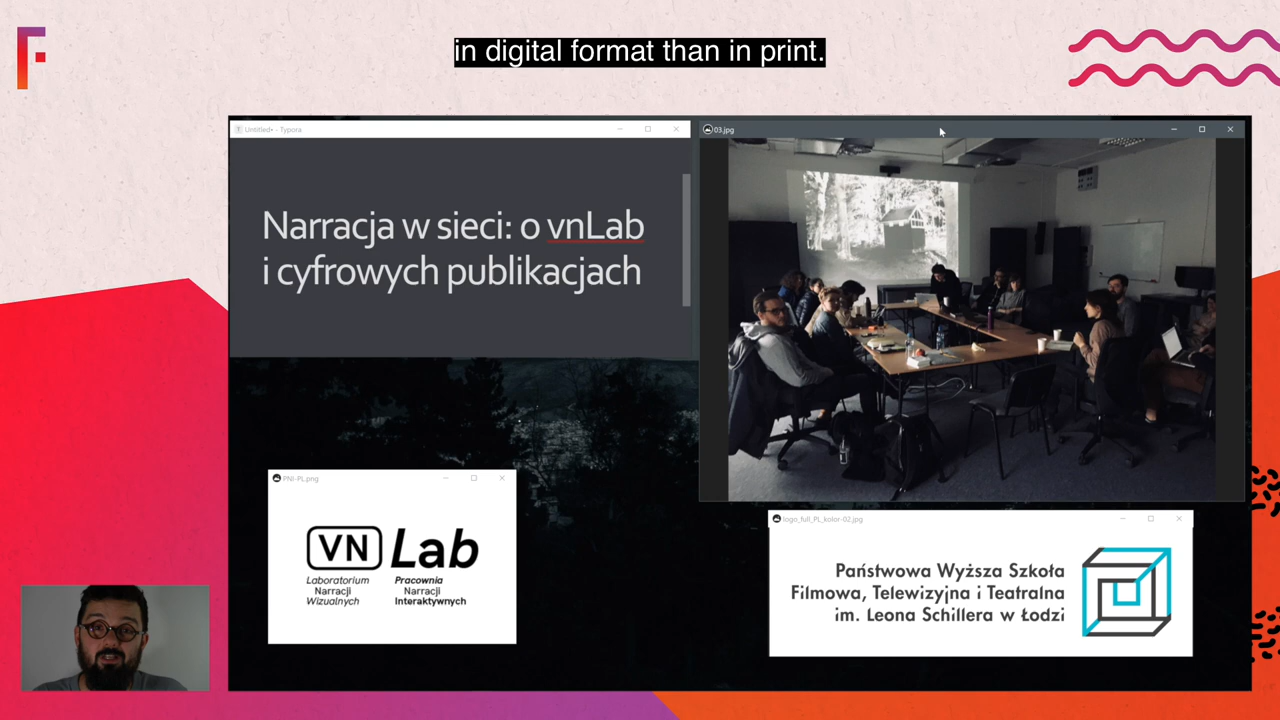 in digital format than in print.
Untitled• - Typora
Narracja w sieci: o vnLab
i cyfrowych publikacjach
03.jpg
PNI-PL.png
VN Lab
Laboratorium
Narracji
Wizualnych
Pracownia
Narracji
Interaktywnych
logo_full_PL_kolor-02.jpg
Państwowa Wyższa Szkoła
Filmowa, Telewizyjna i Teatralna
im. Leona Schillera w Łodzi